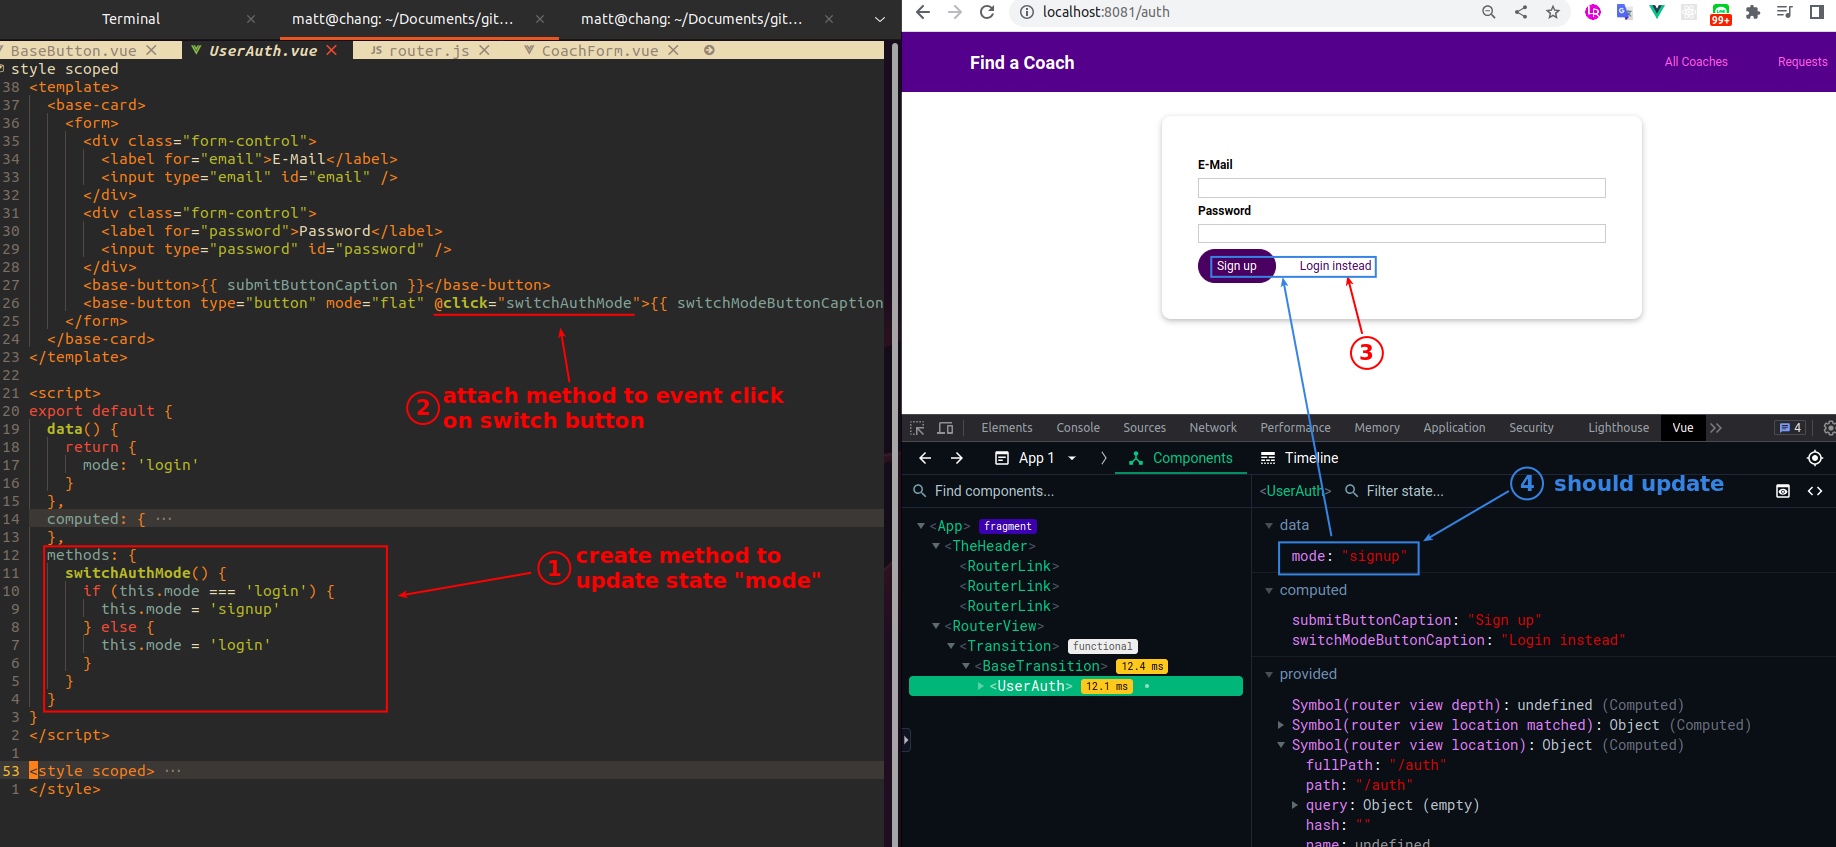 Terminal × matt@chang: ~/Documents/git... × matt@chang: ~/Documents/git... ×
BaseButton.vue × UserAuth.vue × JS router.js × CoachForm.vue ×
style scoped
38 <template>
37 <base-card>
36 <form>
35 <div class="form-control">
34 <label for="email">E-Mail</label>
33 <input type="email" id="email" />
32 </div>
31 <div class="form-control">
30 <label for="password">Password</label>
29 <input type="password" id="password" />
28 </div>
27 <base-button>{{ submitButtonCaption }}</base-button>
26 <base-button type="button" mode="flat" @click="switchAuthMode">{{ switchModeButtonCaption
25 </form>
24 </base-card>
23 </template>
22
21 <script>
20 export default {
19 data() {
18 return {
17 mode: 'login'
16 }
15 },
14 computed: { ···
13 },
12 methods: {
11 switchAuthMode() {
10 if (this.mode === 'login') {
9 this.mode = 'signup'
8 } else {
7 this.mode = 'login'
6 }
5 }
4 }
3 }
2 </script>
1
53 <style scoped> ···
1 </style>
② attach method to event click
on switch button
① create method to
update state "mode"
localhost:8081/auth
99+
Find a Coach
All Coaches
Requests
E-Mail
Password
Sign up
Login instead
③
Elements Console Sources Network Performance Memory Application Security Lighthouse Vue 4
App 1 Components Timeline
Find components...
<UserAuth> Filter state...
④ should update
<App> fragment
<TheHeader>
<RouterLink>
<RouterLink>
<RouterLink>
<RouterView>
<Transition> functional
<BaseTransition> 12.4 ms
<UserAuth> 12.1 ms
data
mode: "signup"
computed
submitButtonCaption: "Sign up"
switchModeButtonCaption: "Login instead"
provided
Symbol(router view depth): undefined (Computed)
Symbol(router view location matched): Object (Computed)
Symbol(router view location): Object (Computed)
fullPath: "/auth"
path: "/auth"
query: Object (empty)
hash: ""
name: undefined